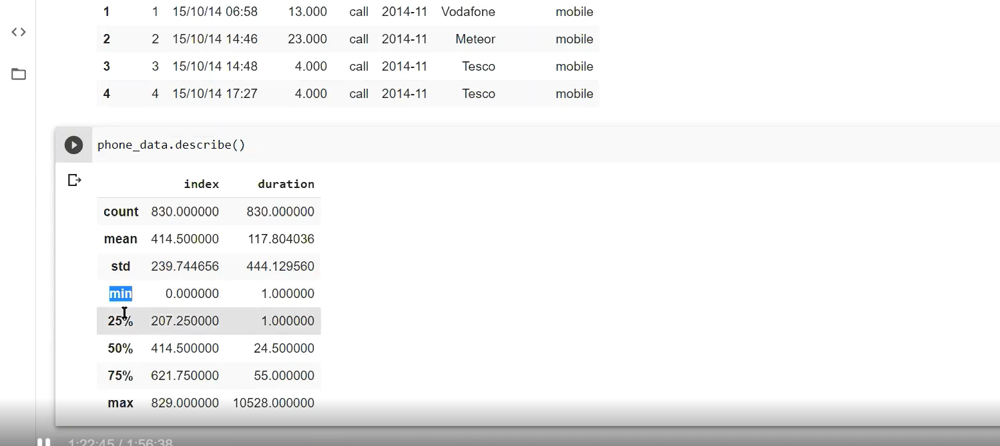 1 1 15/10/14 06:58 13.000 call 2014-11 Vodafone mobile
2 2 15/10/14 14:46 23.000 call 2014-11 Meteor mobile
3 3 15/10/14 14:48 4.000 call 2014-11 Tesco mobile
4 4 15/10/14 17:27 4.000 call 2014-11 Tesco mobile
phone_data.describe()
index duration
count 830.000000 830.000000
mean 414.500000 117.804036
std 239.744656 444.129560
min 0.000000 1.000000
25% 207.250000 1.000000
50% 414.500000 24.500000
75% 621.750000 55.000000
max 829.000000 10528.000000
1:22:45 / 1:56:38